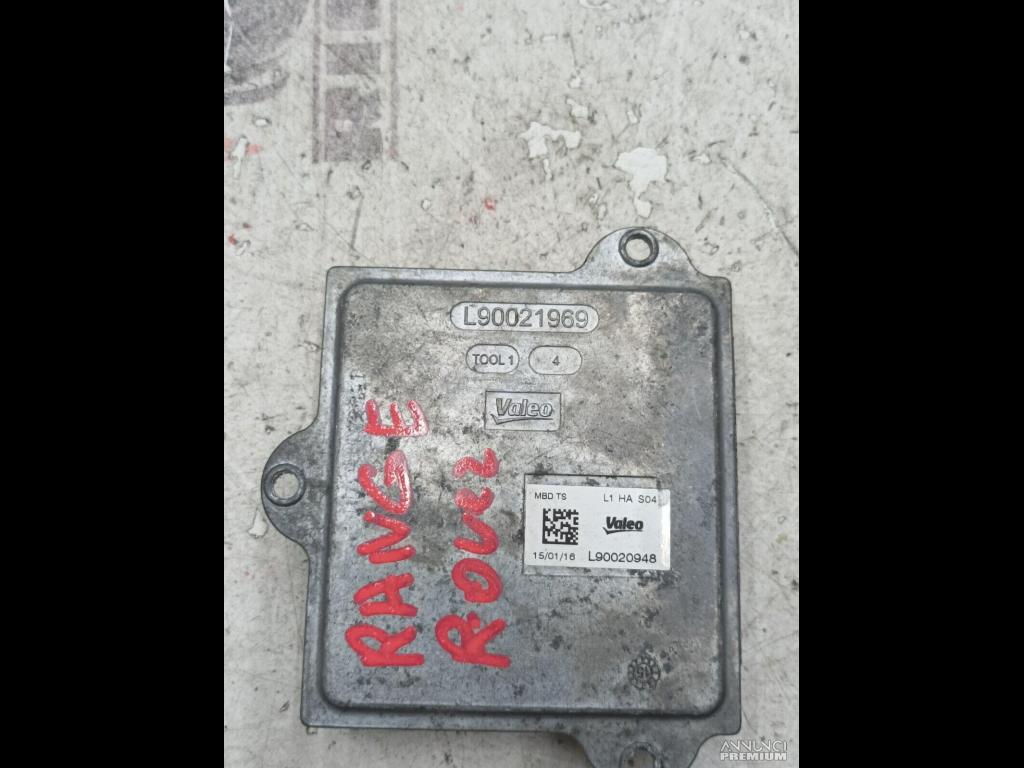 L90021969
TOOL 1 4
Valeo
MBD TS L1 HA S04
Valeo
15/01/16 L90020948
RANGE
ROVER
ANNUNCI
PREMIUM